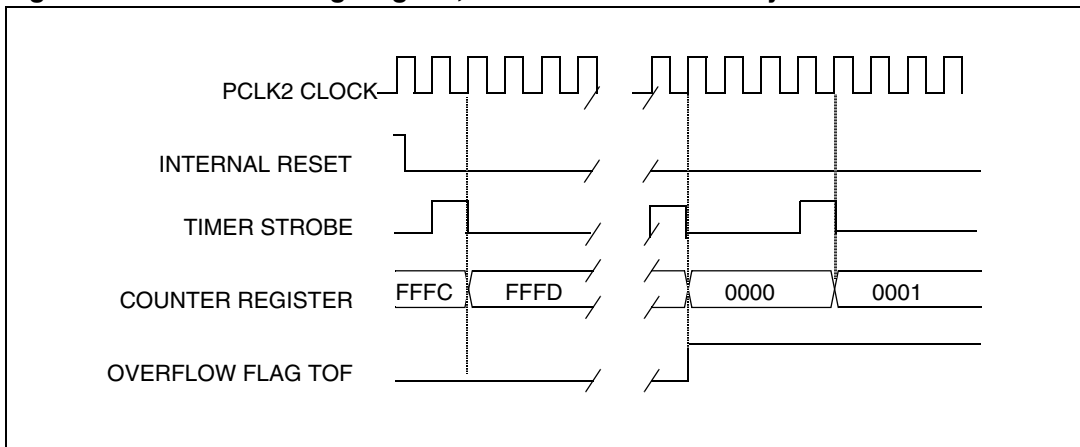 PCLK2 CLOCK
INTERNAL RESET
TIMER STROBE
COUNTER REGISTER
FFFC
FFFD
0000
0001
OVERFLOW FLAG TOF